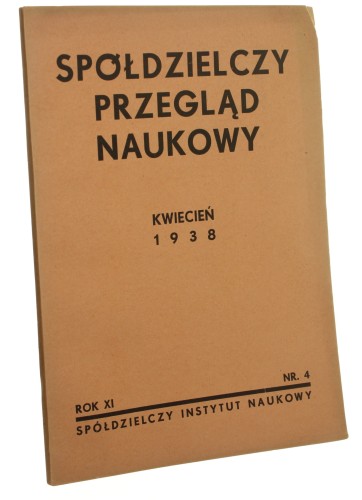 SPÓŁDZIELCZY
PRZEGLĄD
NAUKOWY
KWIECIEŃ
1938
ROK XI
NR. 4
SPÓŁDZIELCZY INSTYTUT NAUKOWY